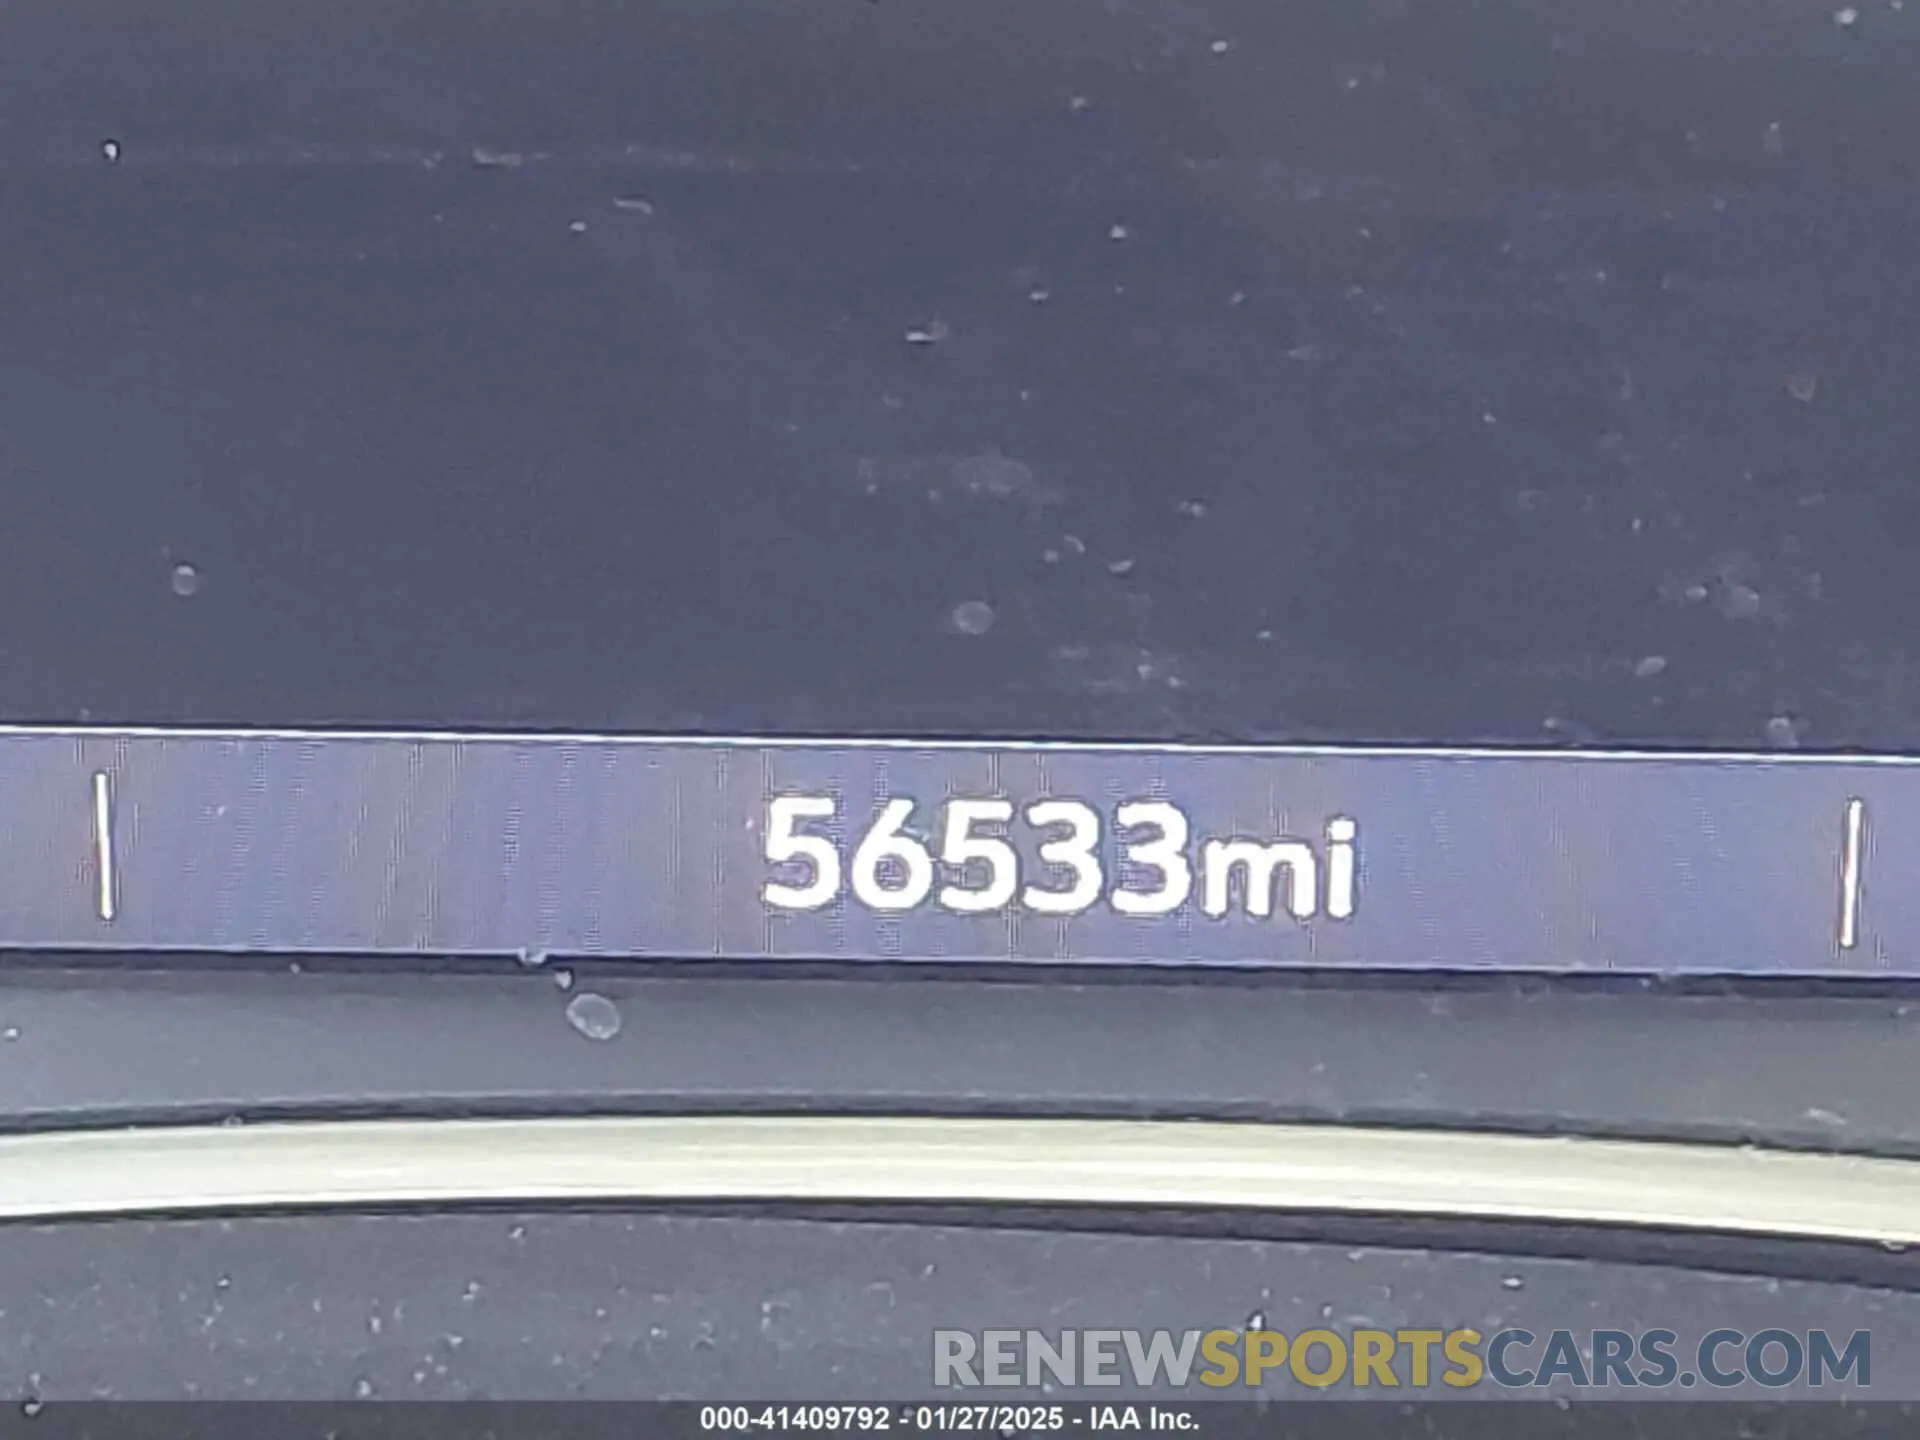 56533mi
RENEWSPORTSCARS.COM
000-41409792 - 01/27/2025 - IAA Inc.